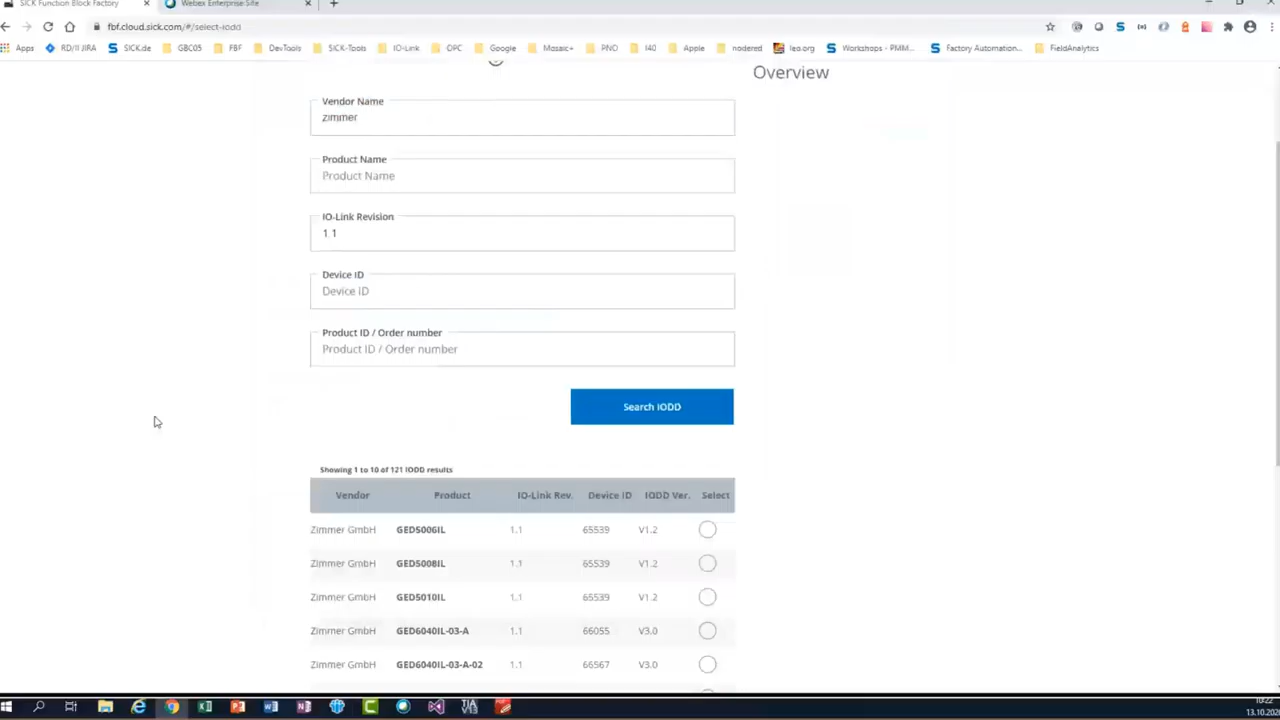 SICK Function Block Factory
Webex Enterprise Site
fbf.cloud.sick.com/#/select-iodd
Apps RD/II JIRA SICK.de GBC05 FBF DevTools SICK-Tools IO-Link OPC Google Mosaic+ PNO I40 Apple nodered leo.org Workshops - PMM... Factory Automation... FieldAnalytics
Overview
Vendor Name
zimmer
Product Name
Product Name
IO-Link Revision
1.1
Device ID
Device ID
Product ID / Order number
Product ID / Order number
Search IODD
Showing 1 to 10 of 121 IODD results
Vendor Product IO-Link Rev. Device ID IODD Ver. Select
Zimmer GmbH GED5006IL 1.1 65539 V1.2
Zimmer GmbH GED5008IL 1.1 65539 V1.2
Zimmer GmbH GED5010IL 1.1 65539 V1.2
Zimmer GmbH GED6040IL-03-A 1.1 66055 V3.0
Zimmer GmbH GED6040IL-03-A-02 1.1 66567 V3.0
10:22